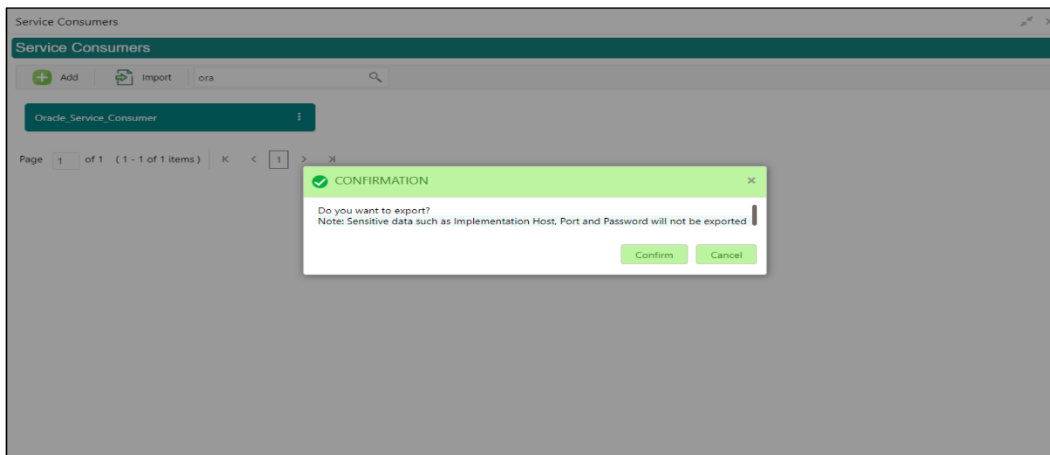 Service Consumers
Service Consumers
Add Import ora
Oracle_Service_Consumer
Page 1 of 1 ( 1 - 1 of 1 items ) K < 1 > X
CONFIRMATION ×
Do you want to export?
Note: Sensitive data such as Implementation Host, Port and Password will not be exported
Confirm Cancel